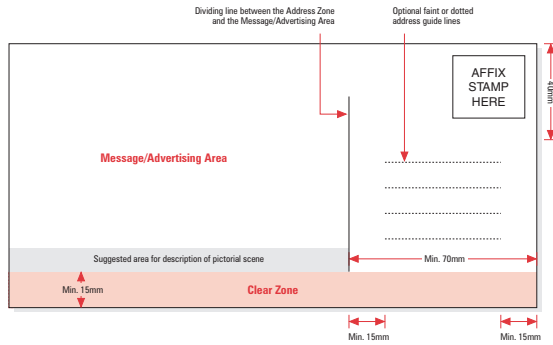 Dividing line between the Address Zone
and the Message/Advertising Area
Optional faint or dotted
address guide lines
AFFIX
STAMP
HERE
40mm
Message/Advertising Area
Suggested area for description of pictorial scene
Min. 70mm
Min. 15mm
Clear Zone
Min. 15mm
Min. 15mm